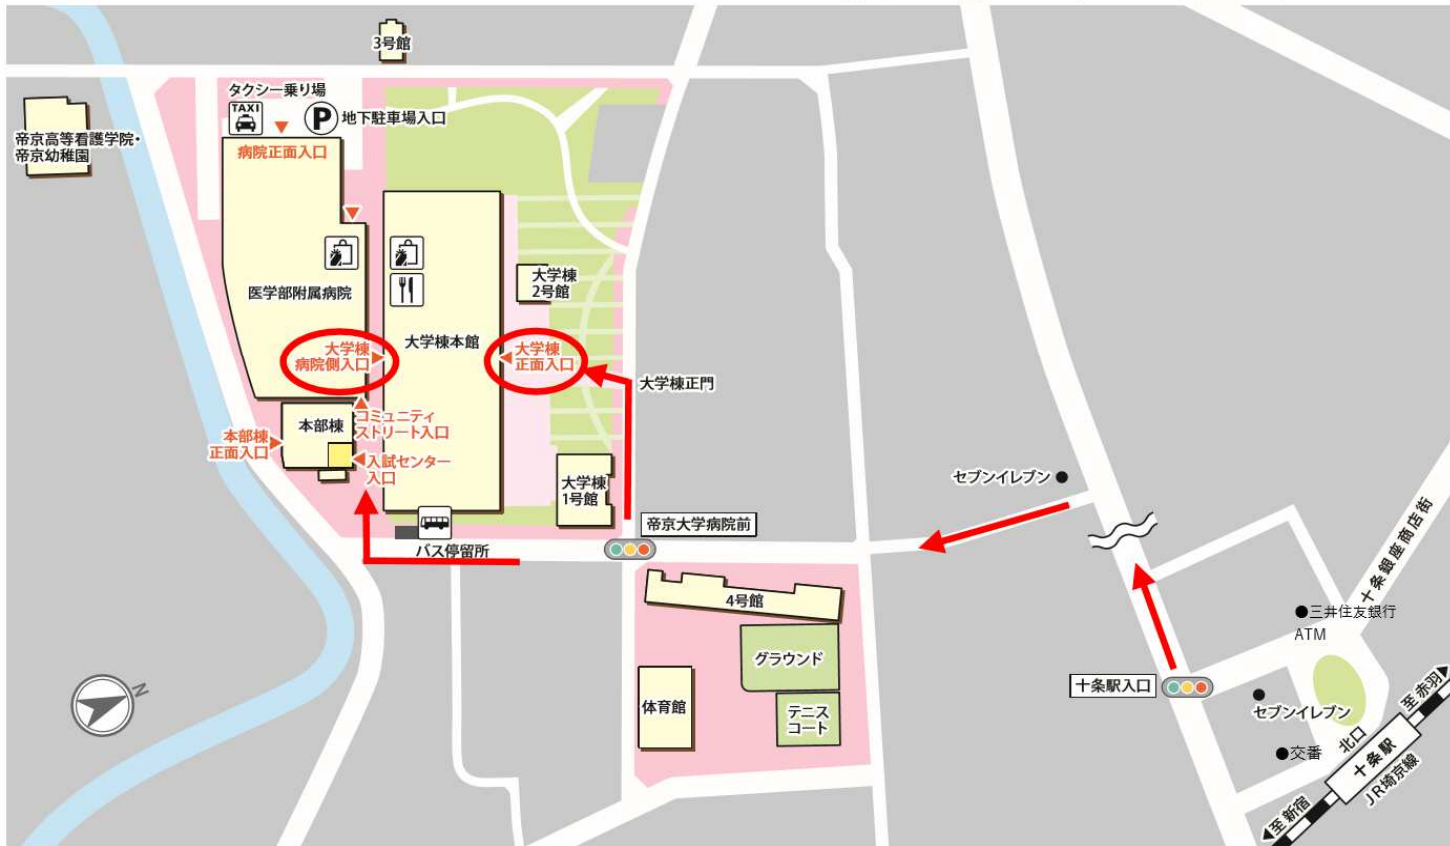 3号館
タクシー乗り場
TAXI
P
地下駐車場入口
病院正面入口
帝京高等看護学院・
帝京幼稚園
医学部附属病院
大学棟
2号館
大学棟本館
大学棟
病院側入口
大学棟
正面入口
大学棟正門
コミュニティ
ストリート入口
本部棟
本部棟
正面入口
入試センター
入口
大学棟
1号館
セブンイレブン
帝京大学病院前
バス停留所
4号館
グラウンド
体育館
テニス
コート
十条銀座商店街
三井住友銀行
ATM
十条駅入口
セブンイレブン
交番
北口
至赤羽
十条駅
JR埼京線
至新宿
N